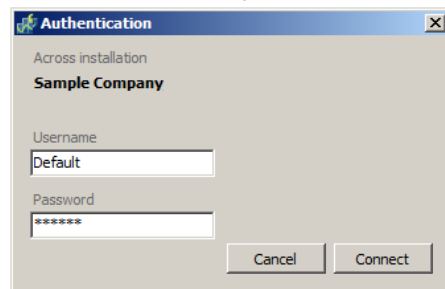 Authentication
Across installation
Sample Company
Username
Default
Password
******
Cancel Connect